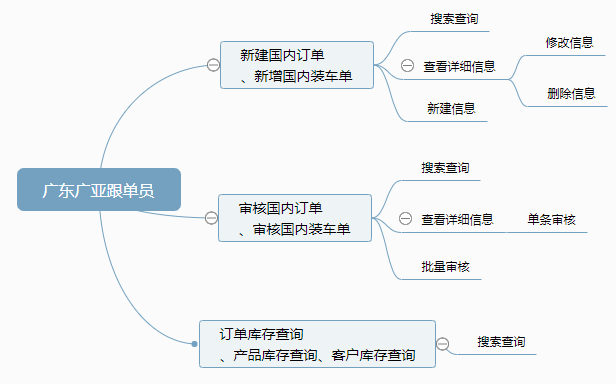 广东广亚跟单员
新建国内订单
、新增国内装车单
搜索查询
查看详细信息
修改信息
删除信息
新建信息
审核国内订单
、审核国内装车单
搜索查询
查看详细信息
单条审核
批量审核
订单库存查询
、产品库存查询、客户库存查询
搜索查询